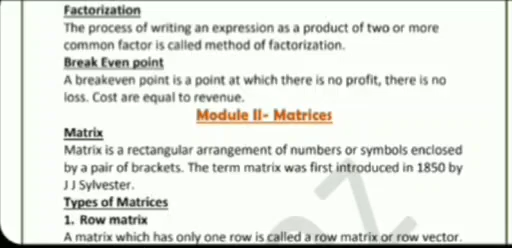 Factorization
The process of writing an expression as a product of two or more
common factor is called method of factorization.
Break Even point
A breakeven point is a point at which there is no profit, there is no
loss. Cost are equal to revenue.
Module II- Matrices
Matrix
Matrix is a rectangular arrangement of numbers or symbols enclosed
by a pair of brackets. The term matrix was first introduced in 1850 by
J J Sylvester.
Types of Matrices
1. Row matrix
A matrix which has only one row is called a row matrix or row vector.